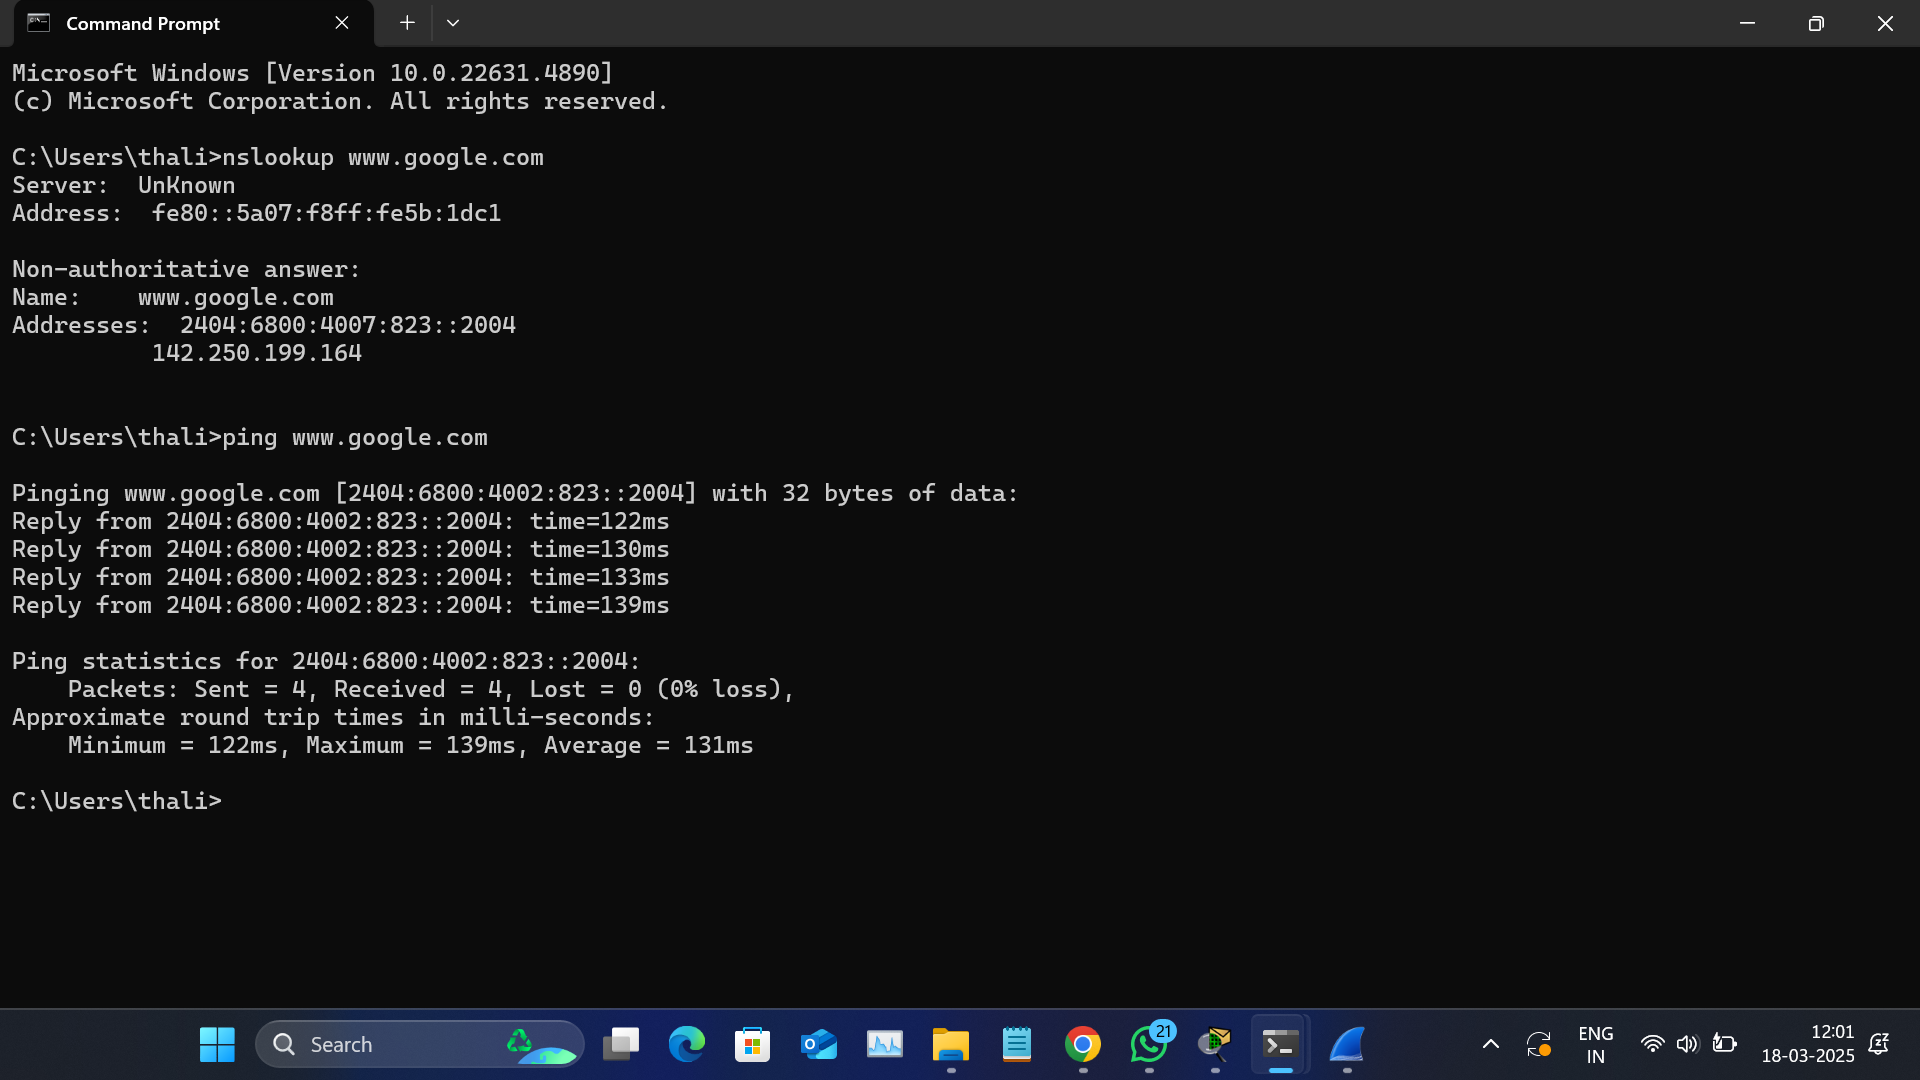 Command Prompt
Microsoft Windows [Version 10.0.22631.4890]
(c) Microsoft Corporation. All rights reserved.
C:\Users\thali>nslookup www.google.com
Server:  UnKnown
Address:  fe80::5a07:f8ff:fe5b:1dc1
Non-authoritative answer:
Name:    www.google.com
Addresses:  2404:6800:4007:823::2004
          142.250.199.164
C:\Users\thali>ping www.google.com
Pinging www.google.com [2404:6800:4002:823::2004] with 32 bytes of data:
Reply from 2404:6800:4002:823::2004: time=122ms
Reply from 2404:6800:4002:823::2004: time=130ms
Reply from 2404:6800:4002:823::2004: time=133ms
Reply from 2404:6800:4002:823::2004: time=139ms
Ping statistics for 2404:6800:4002:823::2004:
    Packets: Sent = 4, Received = 4, Lost = 0 (0% loss),
Approximate round trip times in milli-seconds:
    Minimum = 122ms, Maximum = 139ms, Average = 131ms
C:\Users\thali>
Search
21
ENG
IN
12:01
18-03-2025